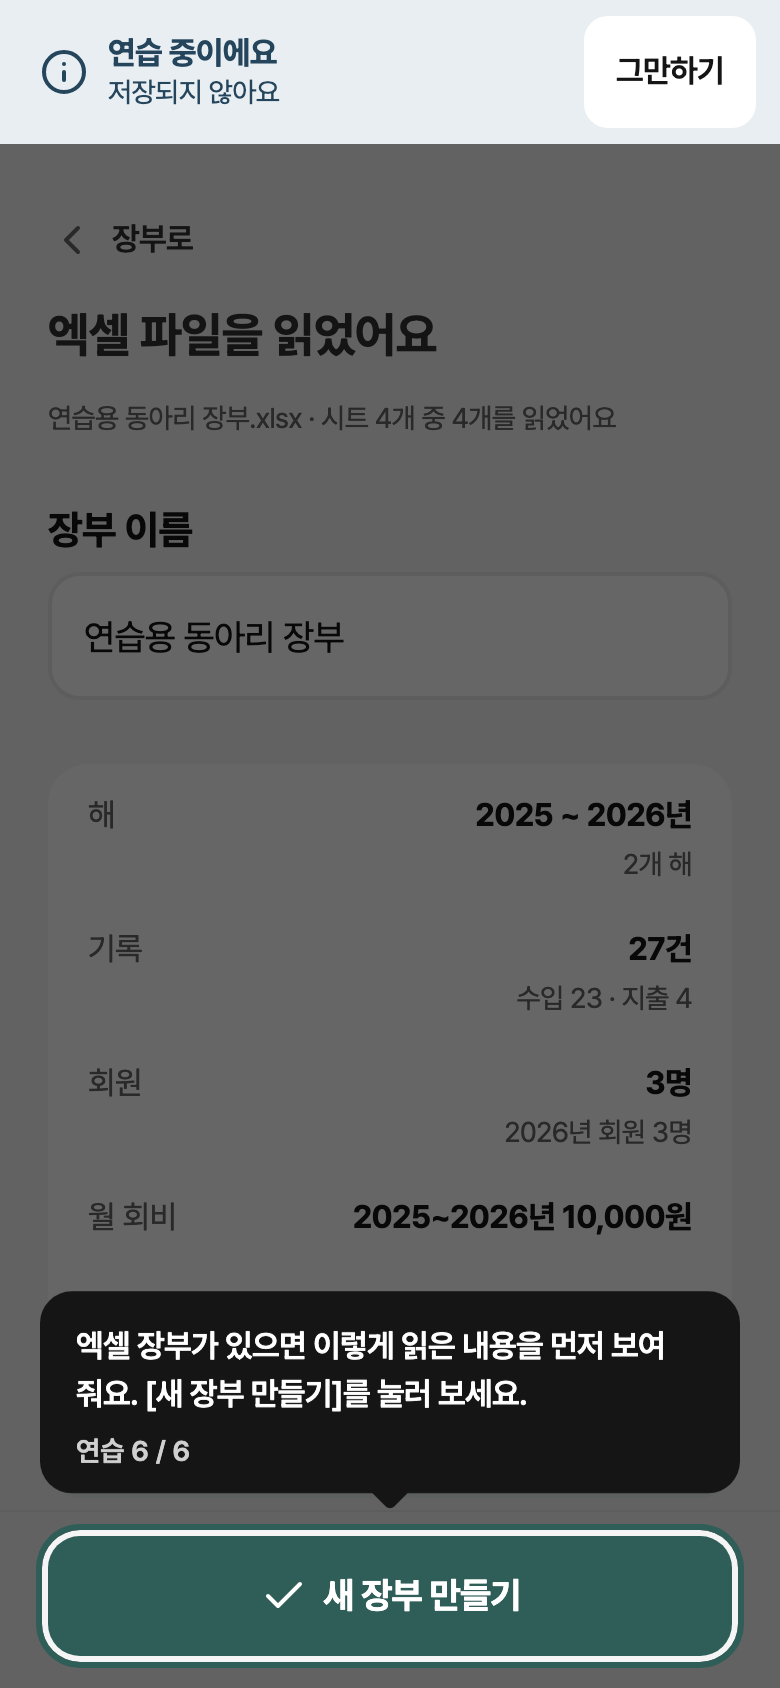 연습 중이에요
저장되지 않아요
그만하기
장부로
엑셀 파일을 읽었어요
연습용 동아리 장부.xlsx · 시트 4개 중 4개를 읽었어요
장부 이름
연습용 동아리 장부
해
2025 ~ 2026년
2개 해
기록
27건
수입 23 · 지출 4
회원
3명
2026년 회원 3명
월 회비
2025~2026년 10,000원
엑셀 장부가 있으면 이렇게 읽은 내용을 먼저 보여
줘요. [새 장부 만들기]를 눌러 보세요.
연습 6 / 6
새 장부 만들기